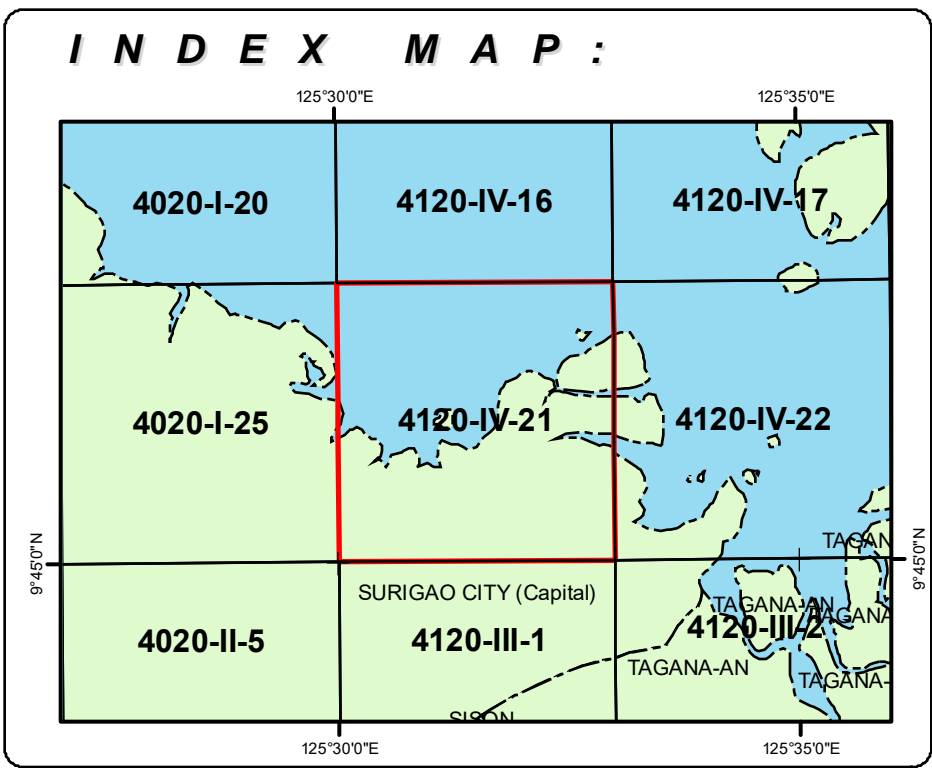 INDEX MAP:
125°30'0"E 125°35'0"E
4020-I-20 4120-IV-16 4120-IV-17
4020-I-25 4120-IV-21 4120-IV-22
9°45'0"N 9°45'0"N
TAGAN
SURIGAO CITY (Capital)
TAGANA-AN TAGANA
4020-II-5 4120-III-1 4120-III-2
TAGANA-AN TAGANA-
SISON
125°30'0"E 125°35'0"E